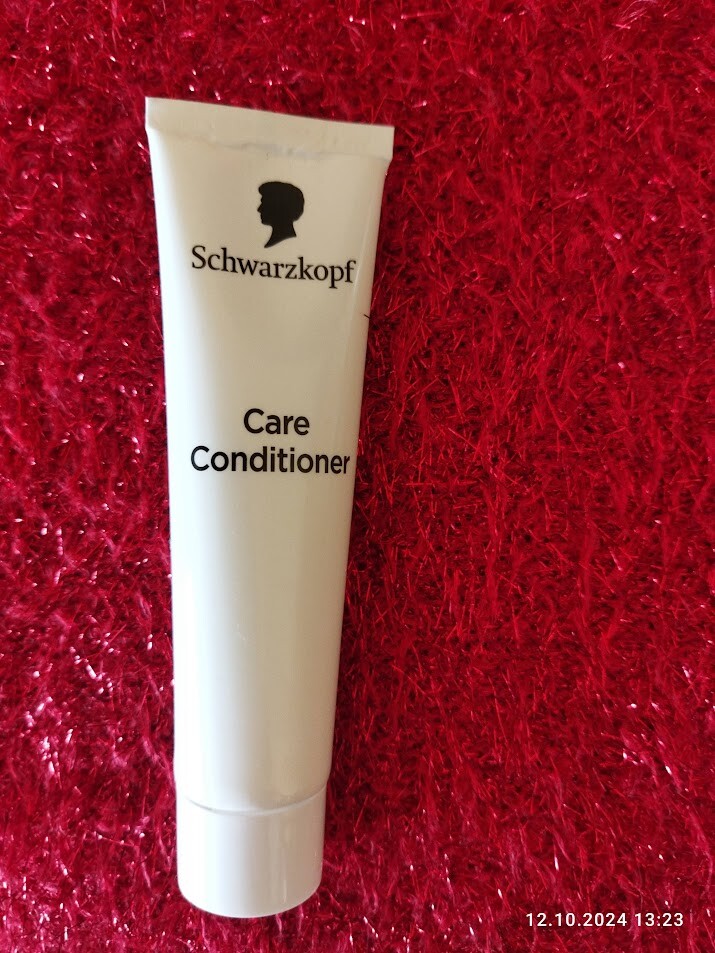 Schwarzkopf
Care
Conditioner
12.10.2024 13:23